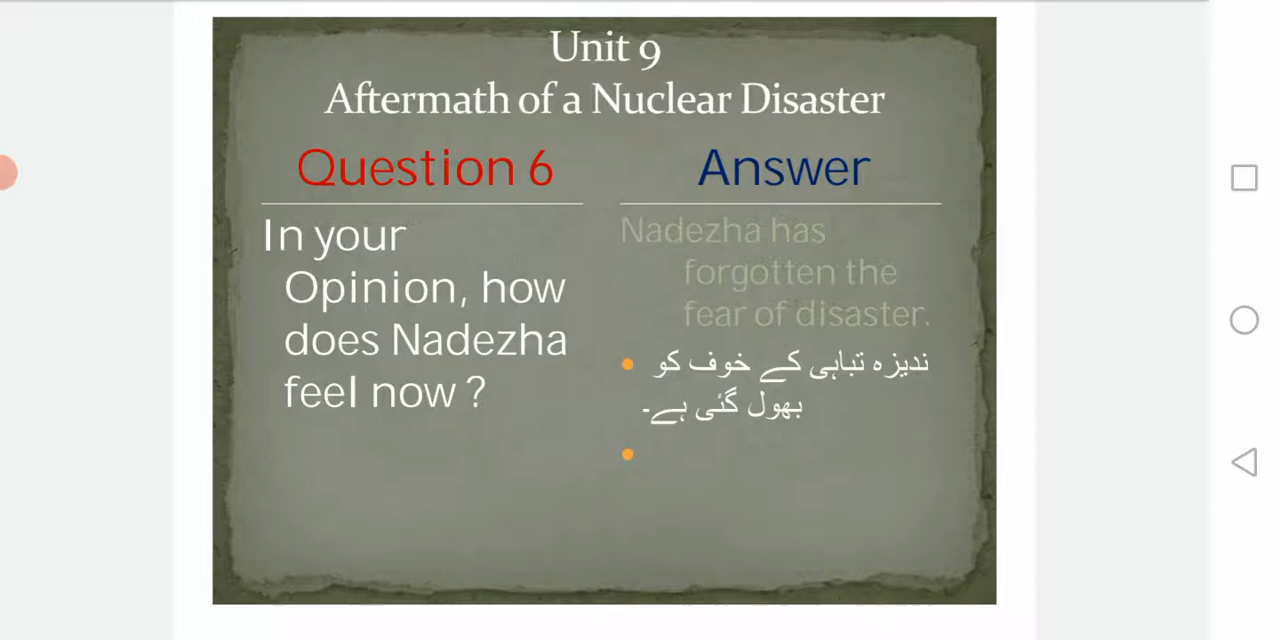 Unit 9
Aftermath of a Nuclear Disaster
Question 6
In your
Opinion, how
does Nadezha
feel now ?
Answer
Nadezha has
forgotten the
fear of disaster.
ندیزہ تباہی کے خوف کو
بھول گئی ہے۔